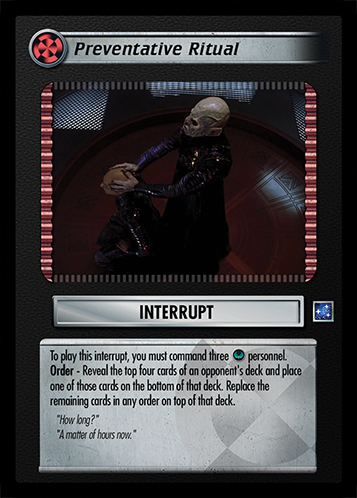 Preventative Ritual
INTERRUPT
To play this interrupt, you must command three personnel.
Order - Reveal the top four cards of an opponent's deck and place
one of those cards on the bottom of that deck. Replace the
remaining cards in any order on top of that deck.
"How long?"
"A matter of hours now."